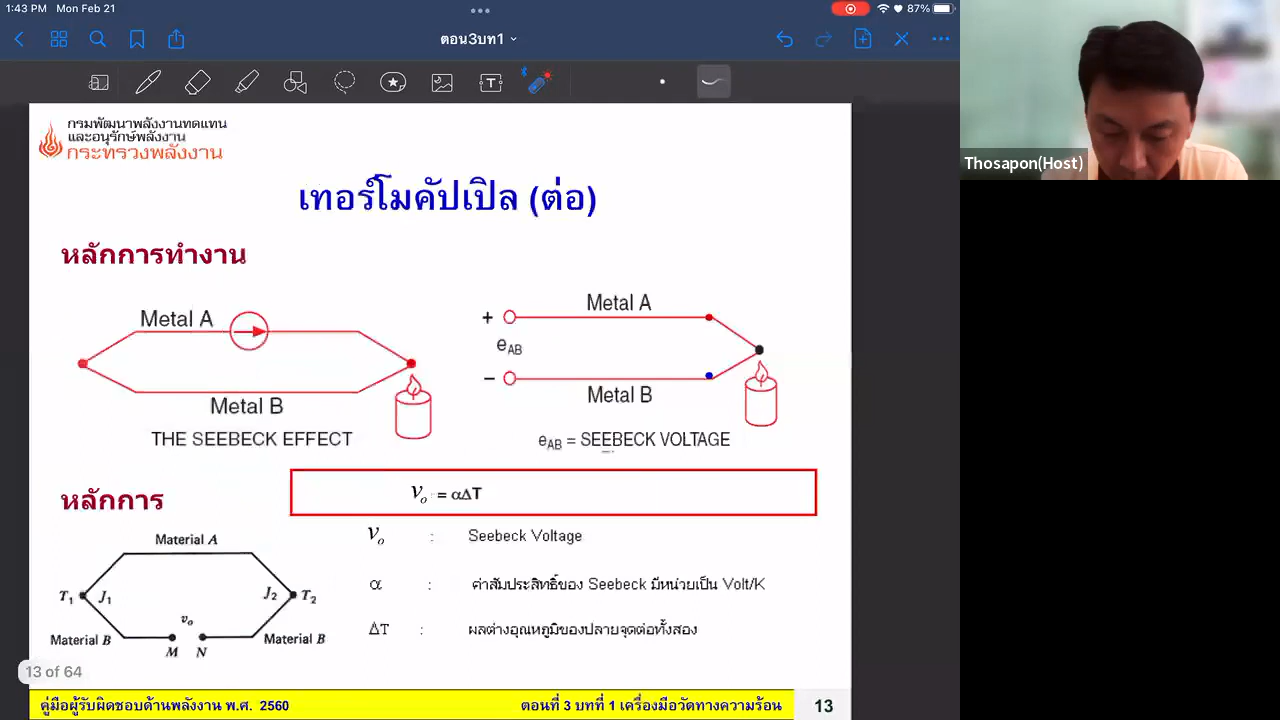 1:43 PM Mon Feb 21
87%
ตอน3บท1
กรมพัฒนาพลังงานทดแทน
และอนุรักษ์พลังงาน
กระทรวงพลังงาน
Thosapon(Host)
เทอร์โมคัปเปิล (ต่อ)
หลักการทำงาน
Metal A
Metal B
THE SEEBECK EFFECT
Metal A
+
eAB
−
Metal B
eAB = SEEBECK VOLTAGE
หลักการ
vo = αΔT
vo : Seebeck Voltage
α : ค่าสัมประสิทธิ์ของ Seebeck มีหน่วยเป็น Volt/K
ΔT : ผลต่างอุณหภูมิของปลายจุดต่อทั้งสอง
Material A
T1 J1 J2 T2
vo
Material B Material B
M N
13 of 64
คู่มือผู้รับผิดชอบด้านพลังงาน พ.ศ. 2560 ตอนที่ 3 บทที่ 1 เครื่องมือวัดทางความร้อน 13